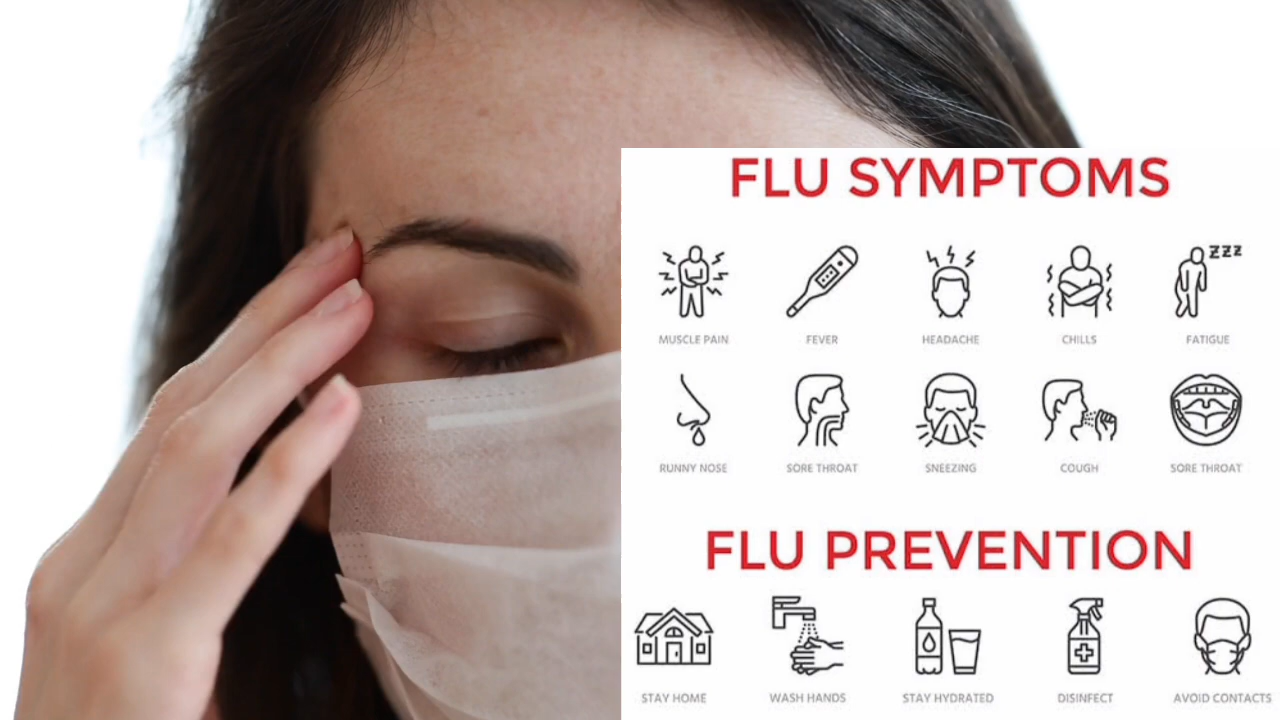 FLU SYMPTOMS
ZZZ
MUSCLE PAIN FEVER HEADACHE CHILLS FATIGUE
RUNNY NOSE SORE THROAT SNEEZING COUGH SORE THROAT
FLU PREVENTION
STAY HOME WASH HANDS STAY HYDRATED DISINFECT AVOID CONTACTS